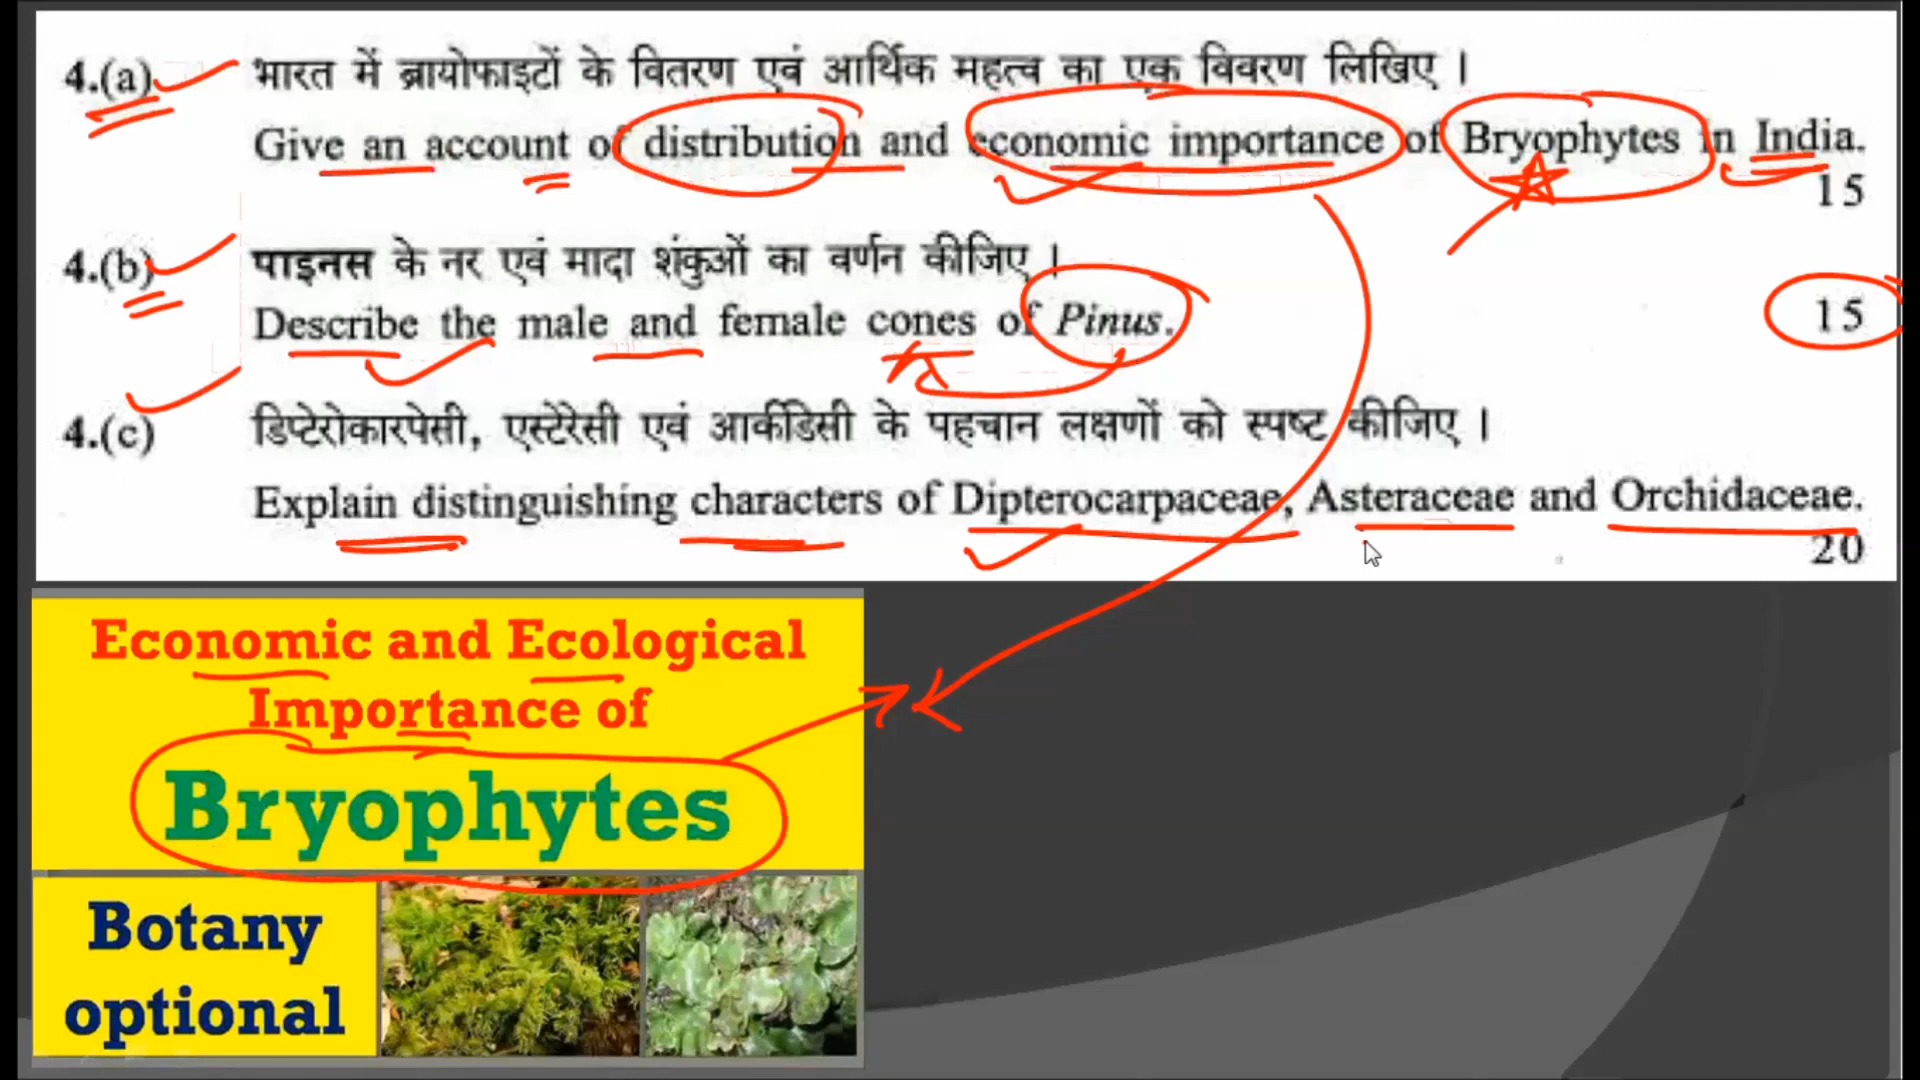 4.(a) भारत में ब्रायोफाइटों के वितरण एवं आर्थिक महत्व का एक विवरण लिखिए ।
Give an account of distribution and economic importance of Bryophytes in India.
15
4.(b) पाइनस के नर एवं मादा शंकुओं का वर्णन कीजिए ।
Describe the male and female cones of Pinus. 15
4.(c) डिप्टेरोकारपेसी, एस्टेरेसी एवं आर्कीडेसी के पहचान लक्षणों को स्पष्ट कीजिए ।
Explain distinguishing characters of Dipterocarpaceae, Asteraceae and Orchidaceae.
20
Economic and Ecological
Importance of
Bryophytes
Botany
optional